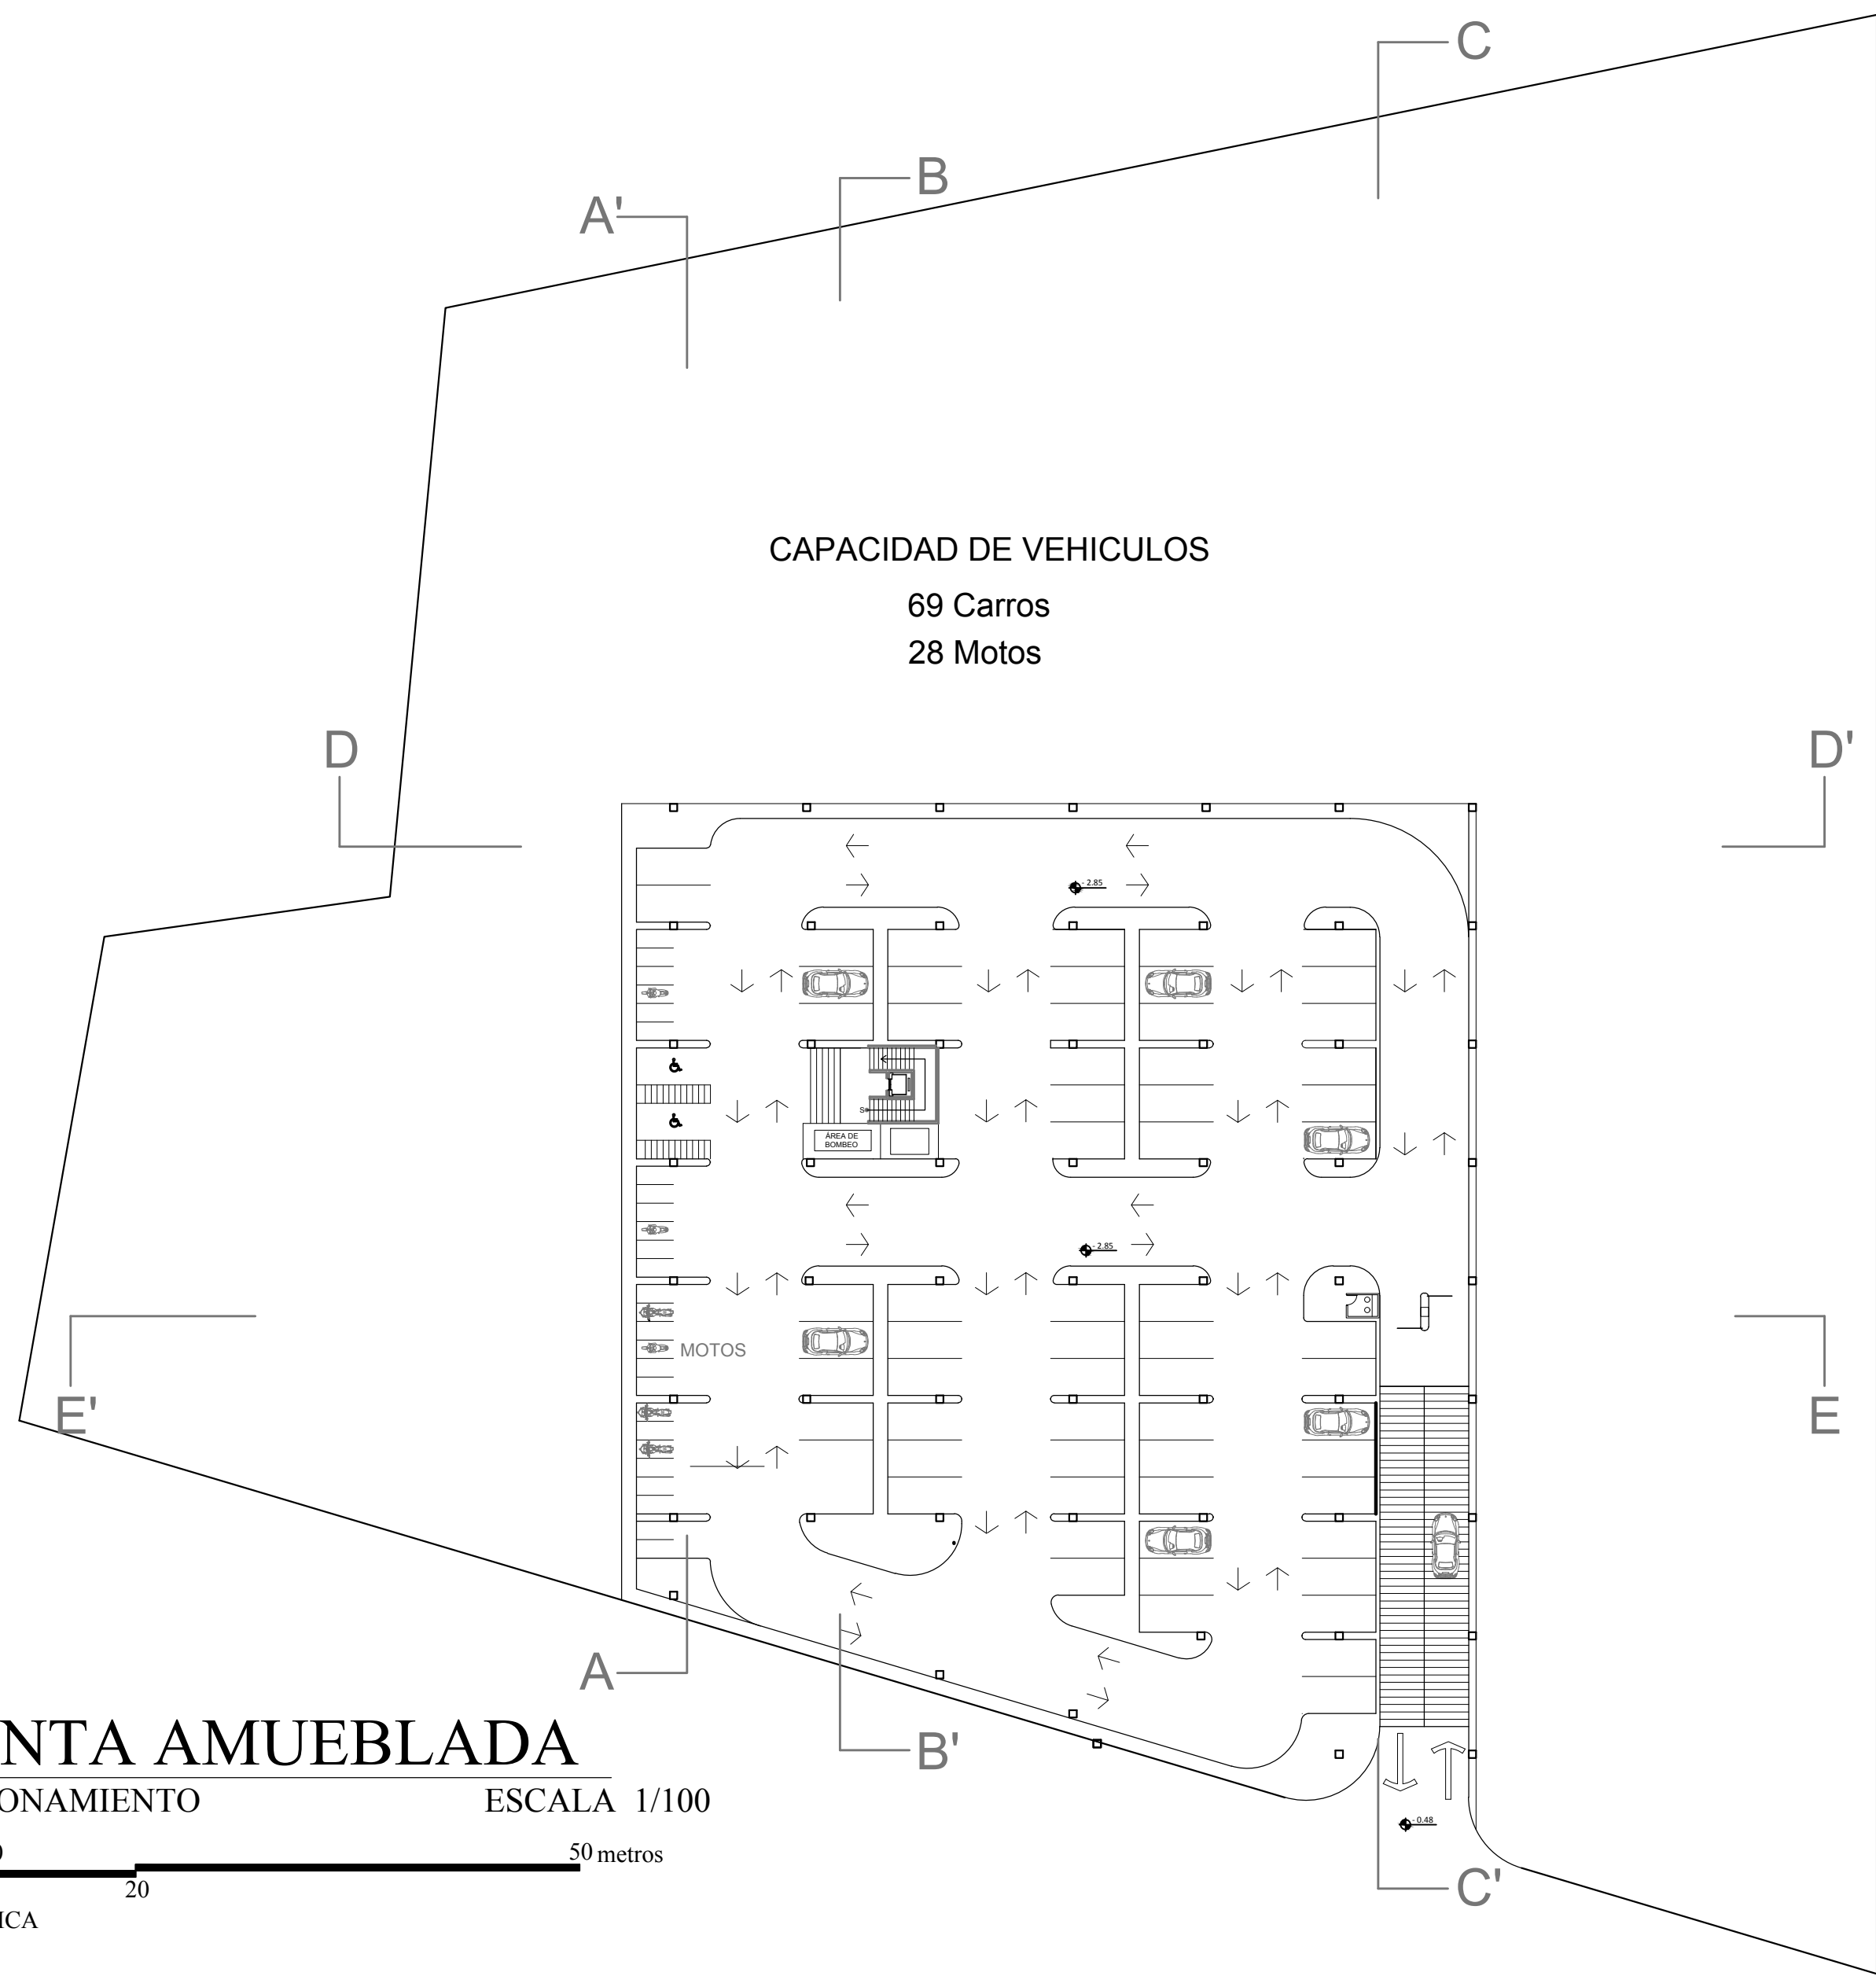 C
B
A'
CAPACIDAD DE VEHICULOS
69 Carros
28 Motos
D
D'
- 2.85
S
ÁREA DE
BOMBEO
- 2.85
MOTOS
E'
E
A
B'
NTA AMUEBLADA
ONAMIENTO
ESCALA 1/100
- 0.48
50 metros
20
C'
ICA